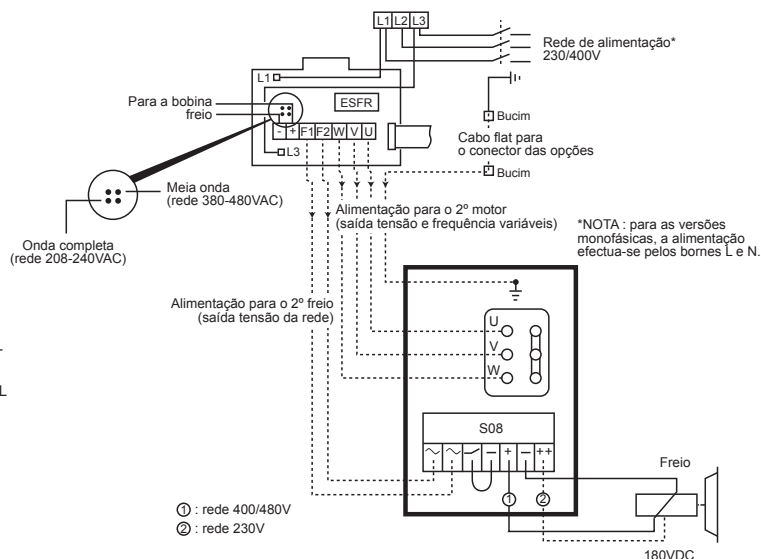 L1 L2 L3
Rede de alimentação*
230/400V
L1
Para a bobina
freio
ESFR
- + F1 F2 W V U
L3
Bucim
Cabo flat para
o conector das opções
Bucim
Meia onda
(rede 380-480VAC)
Onda completa
(rede 208-240VAC)
Alimentação para o 2º motor
(saída tensão e frequência variáveis)
*NOTA : para as versões
monofásicas, a alimentação
efectua-se pelos bornes L e N.
Alimentação para o 2º freio
(saída tensão da rede)
U
V
W
L
S08
+ — ++
Freio
① : rede 400/480V
② : rede 230V
① ②
180VDC